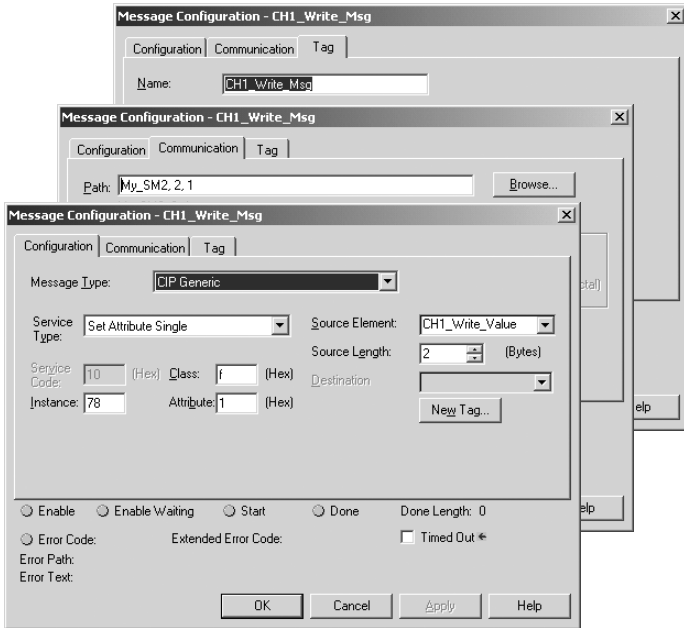 Message Configuration - CH1_Write_Msg
Configuration Communication Tag
Name: CH1_Write_Msg
Message Configuration - CH1_Write_Msg
Configuration Communication Tag
Path: My_SM2, 2, 1 Browse...
Message Configuration - CH1_Write_Msg
Configuration Communication Tag
Message Type: CIP Generic
ctal)
Service Type: Set Attribute Single Source Element: CH1_Write_Value
Source Length: 2 (Bytes)
Service Code: 10 (Hex) Class: f (Hex) Destination
Instance: 78 Attribute: 1 (Hex) New Tag...
elp
Enable Enable Waiting Start Done Done Length: 0
elp
Error Code: Extended Error Code: Timed Out
Error Path:
Error Text:
OK Cancel Apply Help